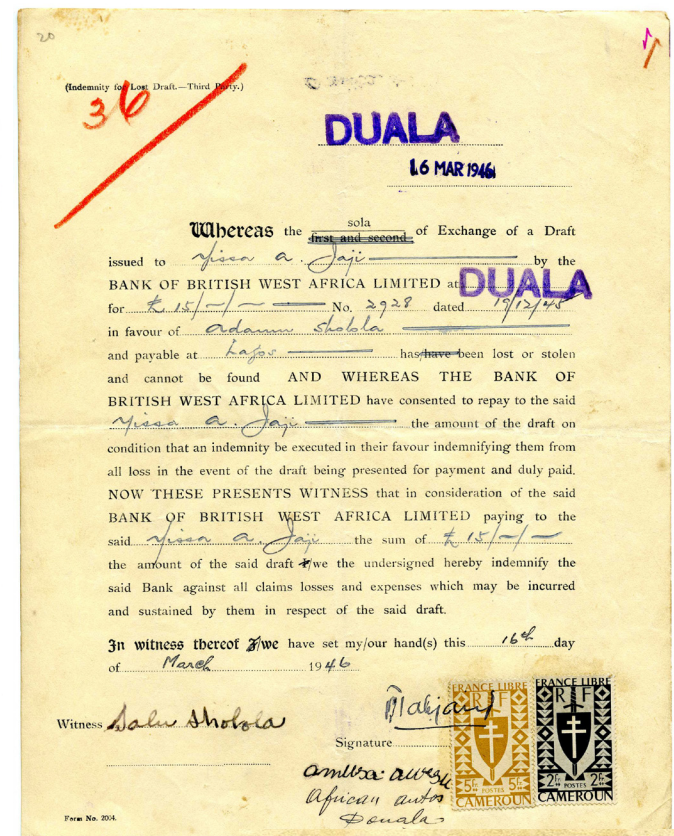 20
(Indemnity for Lost Draft.—Third Party.)
36
DUALA
16 MAR 1946
Whereas the first and second sola of Exchange of a Draft
issued to Yissa A. Jaji by the
BANK OF BRITISH WEST AFRICA LIMITED at DUALA
for £15/-/- No. 2928 dated 19/12/45
in favour of Adamu Sholola
and payable at Lagos has/have been lost or stolen
and cannot be found AND WHEREAS THE BANK OF
BRITISH WEST AFRICA LIMITED have consented to repay to the said
Yissa A. Jaji the amount of the draft on
condition that an indemnity be executed in their favour indemnifying them from
all loss in the event of the draft being presented for payment and duly paid.
NOW THESE PRESENTS WITNESS that in consideration of the said
BANK OF BRITISH WEST AFRICA LIMITED paying to the
said Yissa A. Jaji the sum of £15/-/-
the amount of the said draft I/we the undersigned hereby indemnify the
said Bank against all claims losses and expenses which may be incurred
and sustained by them in respect of the said draft.
In witness thereof I/we have set my/our hand(s) this 16th day
of March 1946
FRANCE LIBRE
FRANCE LIBRE
RF
RF
Witness Salu Sholola
Signature
5Fr POSTES 5Fr
CAMEROUN
2Fr POSTES 2Fr
CAMEROUN
African autos
Douala
Form No. 2004.